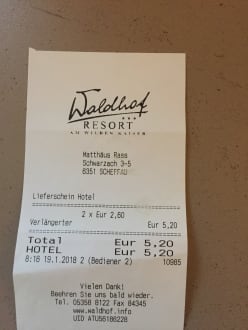 Waldhof
RESORT
AM WILDEN KAISER
Matthäus Rass
Schwarzach 3-5
6351 SCHEFFAU
Lieferschein Hotel
2 x Eur 2,60
Verlängerter Eur 5,20
Total Eur 5,20
HOTEL Eur 5,20
8:16 19.1.2018 2 (Bediener 2) 10985
Vielen Dank!
Beehren Sie uns bald wieder.
Tel. 05358 8122 Fax 84345
www.waldhof.info
UID ATU56186228